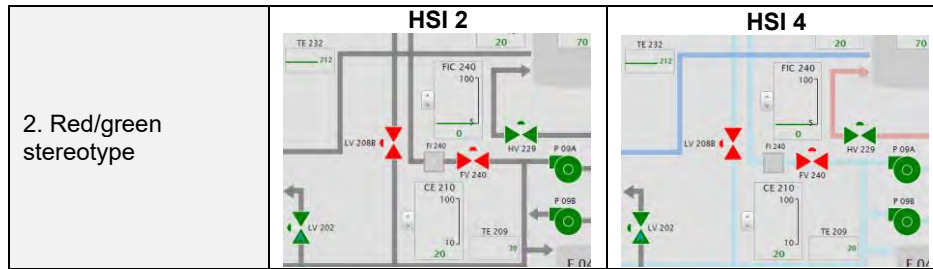 2. Red/green
stereotype
HSI 2
TE 232
212
20
70
FIC 240
100
5
0
LV 208B
FI 240
FV 240
HV 229
P 09A
CE 210
100
10
20
TE 209
20
P 09B
LV 202
HSI 4
TE 232
212
20
70
FIC 240
100
5
0
LV 208B
FI 240
FV 240
HV 229
P 09A
CE 210
100
10
20
TE 209
20
P 09B
LV 202